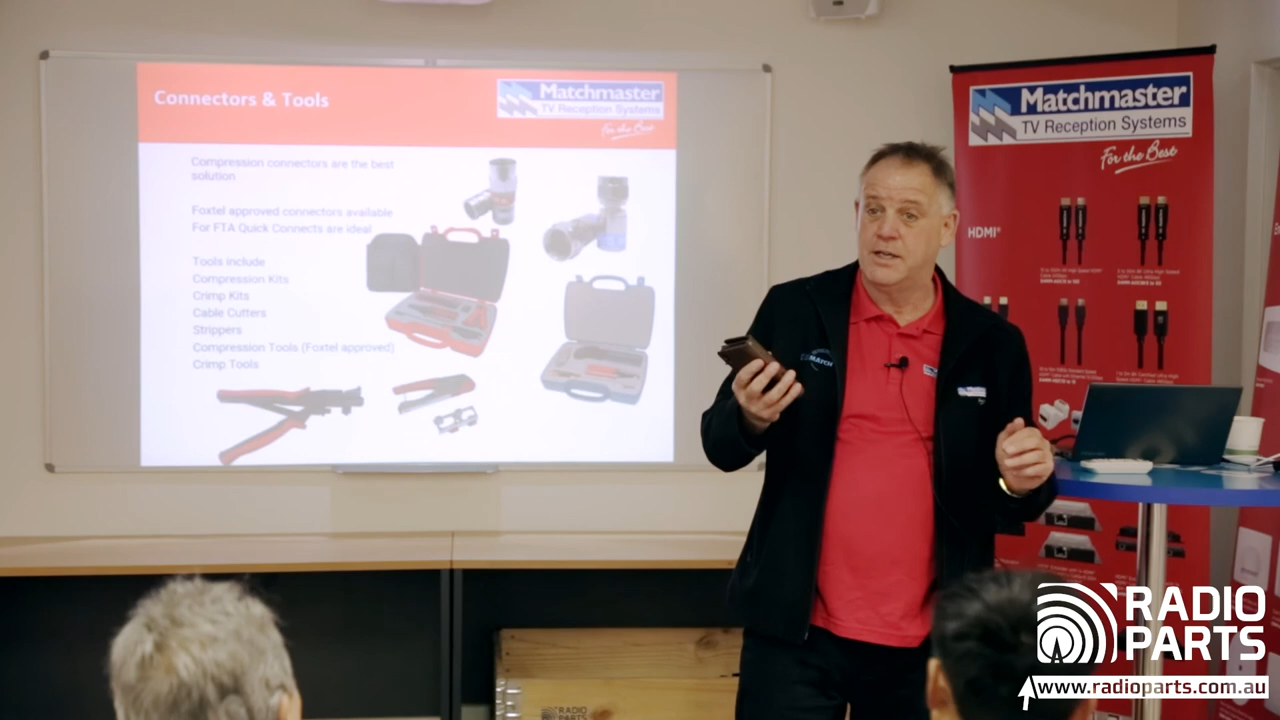 Connectors & Tools
Matchmaster
TV Reception Systems
For the Best
Compression connectors are the best
solution
Foxtel approved connectors available
For FTA Quick Connects are ideal
Tools include
Compression Kits
Crimp Kits
Cable Cutters
Strippers
Compression Tools (Foxtel approved)
Crimp Tools
Matchmaster
TV Reception Systems
For the Best
HDMI
RADIO
PARTS
RADIO
PARTS
www.radioparts.com.au